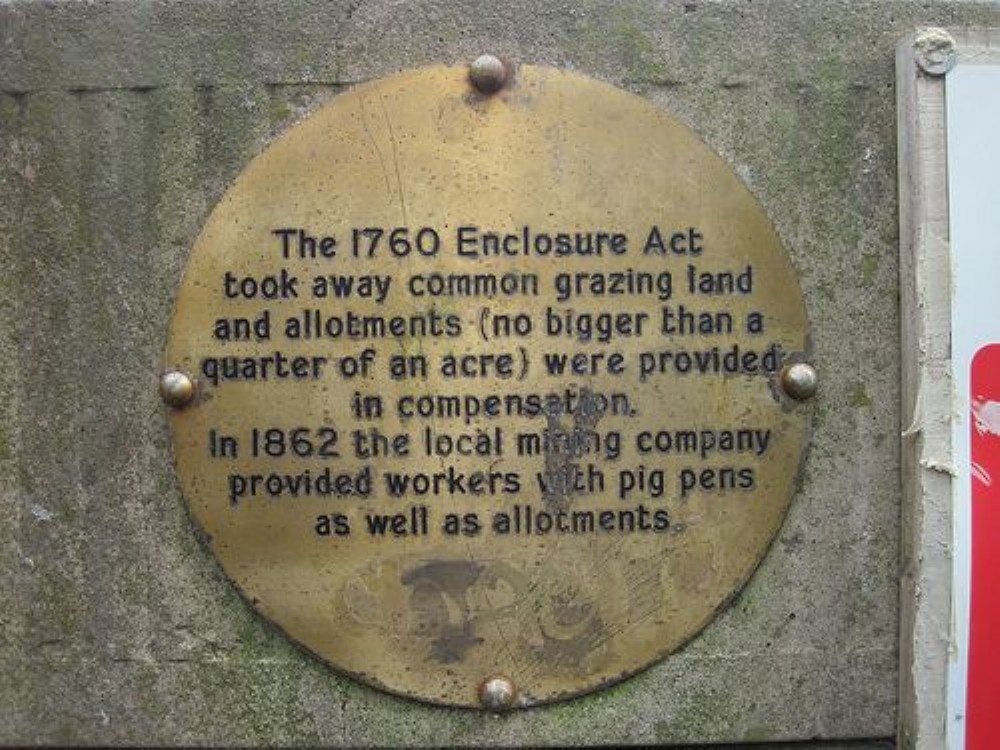 The 1760 Enclosure Act
took away common grazing land
and allotments (no bigger than a
quarter of an acre) were provided
in compensation.
In 1862 the local mining company
provided workers with pig pens
as well as allotments.